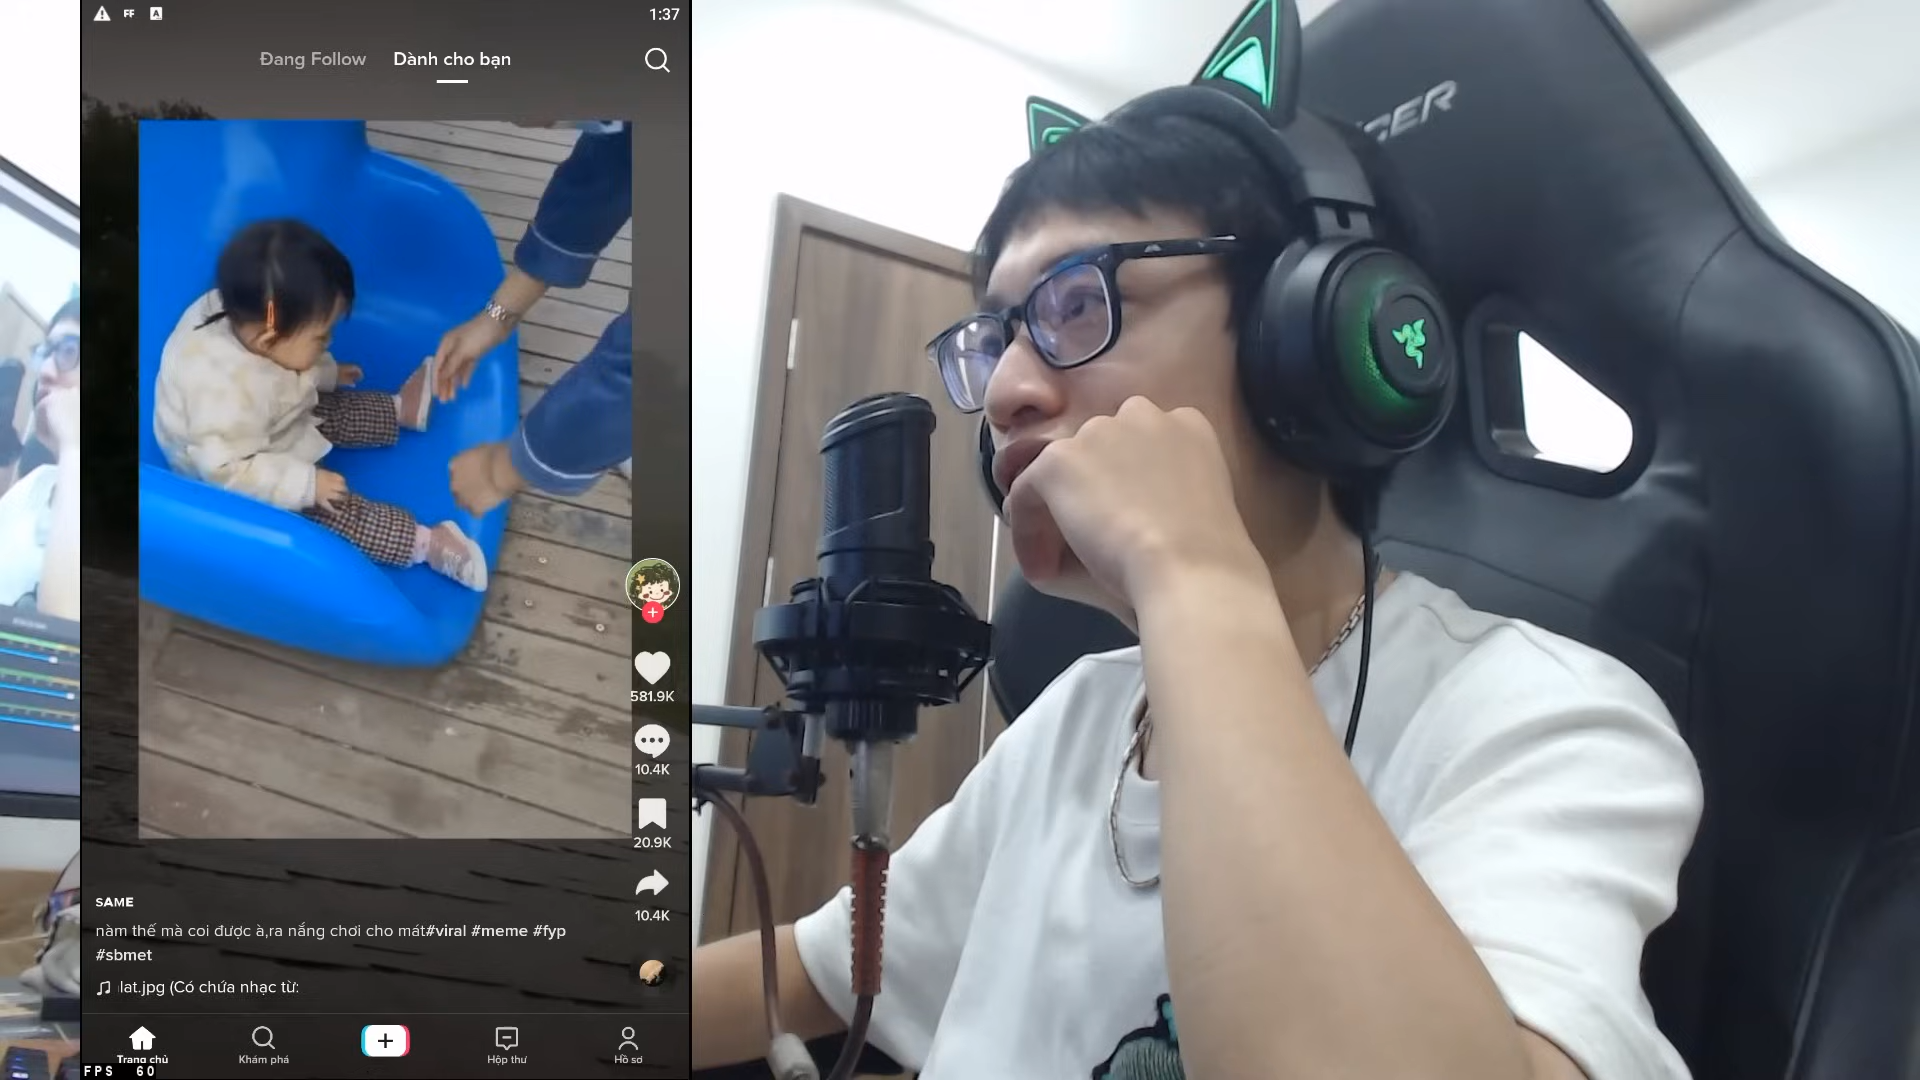 FF
A
1:37
Đang Follow
Dành cho bạn
581.9K
10.4K
20.9K
10.4K
SAME
nàm thế mà coi được à,ra nắng chơi cho mát#viral #meme #fyp
#sbmet
lat.jpg (Có chứa nhạc từ:
Trang chủ
Khám phá
Hộp thư
Hồ sơ
FPS 60